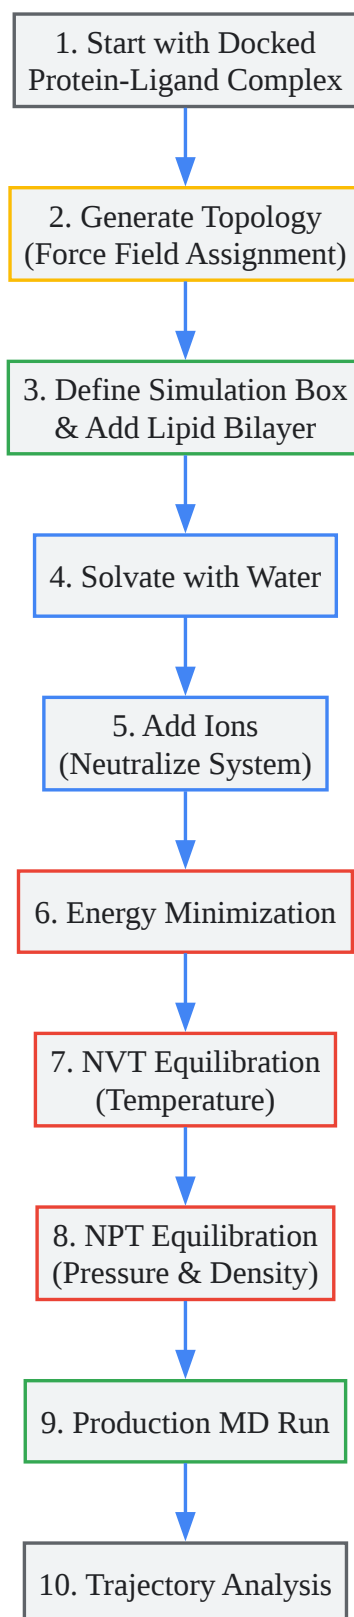 1. Start with Docked
Protein-Ligand Complex
2. Generate Topology
(Force Field Assignment)
3. Define Simulation Box
& Add Lipid Bilayer
4. Solvate with Water
5. Add Ions
(Neutralize System)
6. Energy Minimization
7. NVT Equilibration
(Temperature)
8. NPT Equilibration
(Pressure & Density)
9. Production MD Run
10. Trajectory Analysis